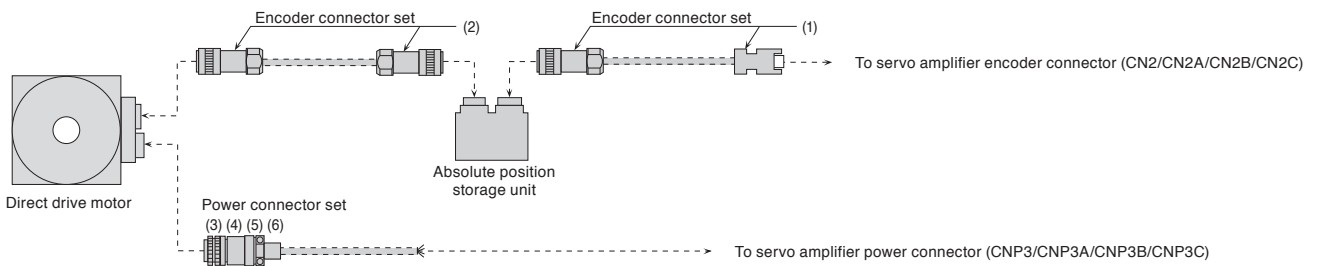 Encoder connector set
(2)
Encoder connector set
(1)
To servo amplifier encoder connector (CN2/CN2A/CN2B/CN2C)
Absolute position
storage unit
Direct drive motor
Power connector set
(3) (4) (5) (6)
To servo amplifier power connector (CNP3/CNP3A/CNP3B/CNP3C)